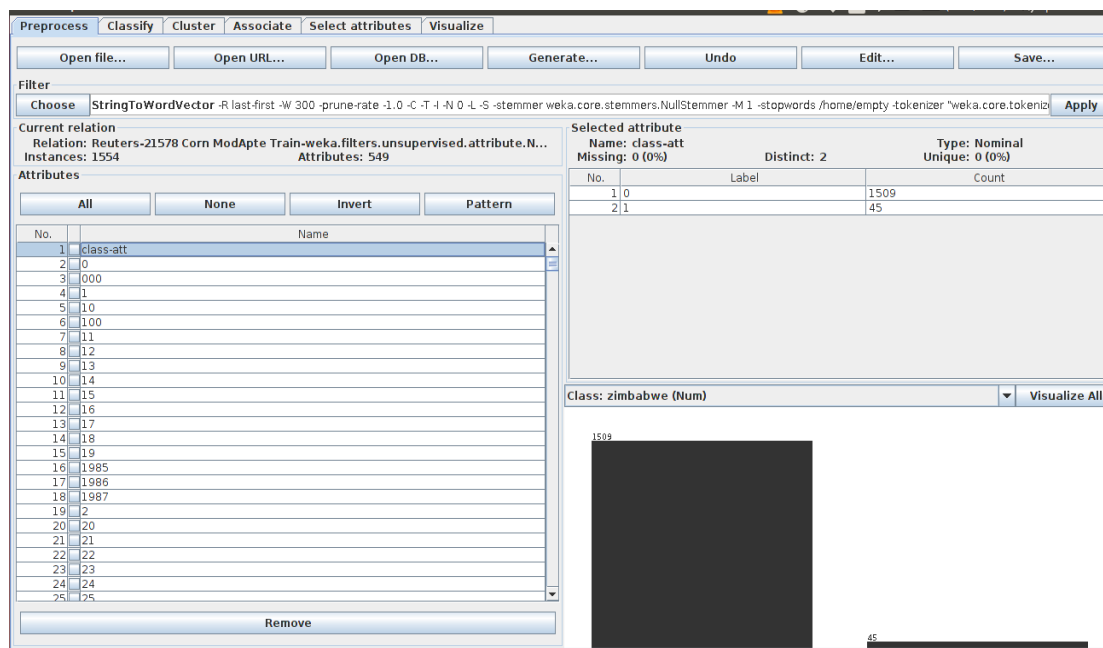 Preprocess Classify Cluster Associate Select attributes Visualize
Open file... Open URL... Open DB... Generate... Undo Edit... Save...
Filter
Choose StringToWordVector -R last-first -W 300 -prune-rate -1.0 -C -T -I -N 0 -L -S -stemmer weka.core.stemmers.NullStemmer -M 1 -stopwords /home/empty -tokenizer "weka.core.tokeniz Apply
Current relation
Relation: Reuters-21578 Corn ModApte Train-weka.filters.unsupervised.attribute.N...
Instances: 1554 Attributes: 549
Attributes
All None Invert Pattern
No. Name
1 class-att
2 0
3 000
4 1
5 10
6 100
7 11
8 12
9 13
10 14
11 15
12 16
13 17
14 18
15 19
16 1985
17 1986
18 1987
19 2
20 20
21 21
22 22
23 23
24 24
25 25
Remove
Selected attribute
Name: class-att Type: Nominal
Missing: 0 (0%) Distinct: 2 Unique: 0 (0%)
No. Label Count
1 0 1509
2 1 45
Class: zimbabwe (Num) Visualize All
1509
45